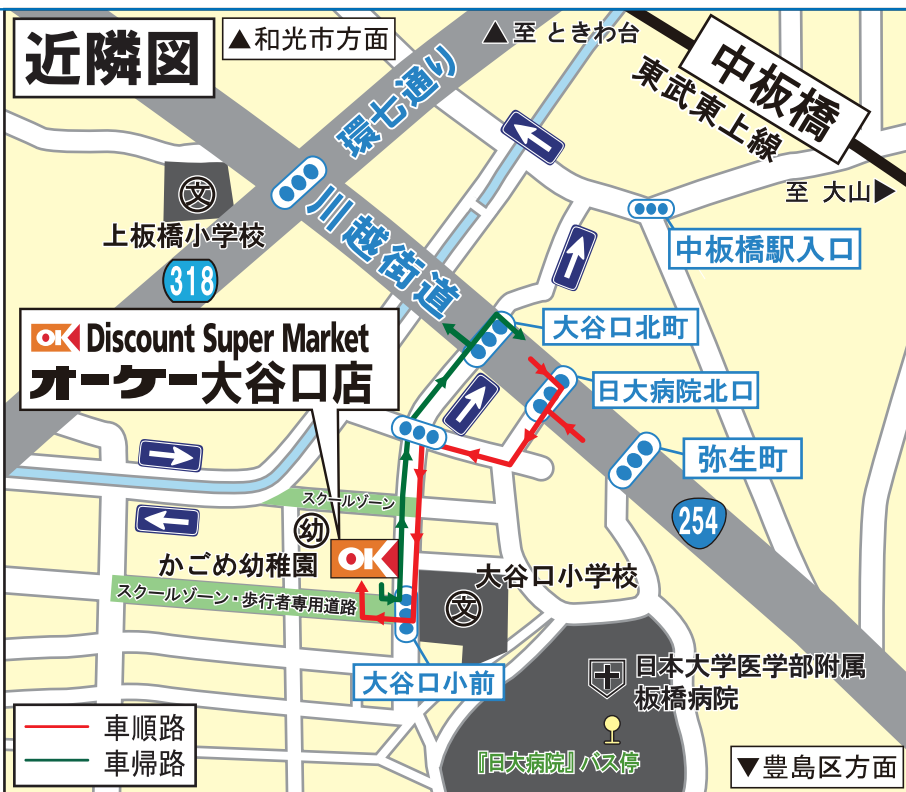 近隣図
▲和光市方面
▲至 ときわ台
中板橋
東武東上線
至 大山▶
環七通り
文
上板橋小学校
川越街道
中板橋駅入口
318
大谷口北町
OK Discount Super Market
オーケー大谷口店
日大病院北口
弥生町
254
スクールゾーン
幼
かごめ幼稚園
OK
大谷口小学校
文
スクールゾーン・歩行者専用道路
大谷口小前
日本大学医学部附属
板橋病院
『日大病院』バス停
車順路
車帰路
▼豊島区方面